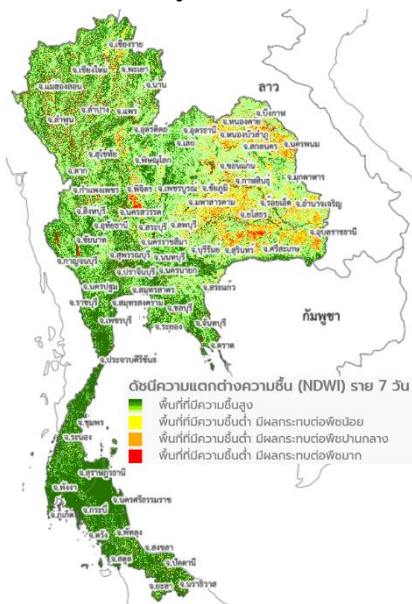 จ.เชียงราย
จ.เชียงใหม่
จ.พะเยา
จ.แม่ฮ่องสอน
จ.น่าน
ลาว
จ.ลำปาง
จ.แพร่
จ.ลำพูน
จ.บึงกาฬ
จ.หนองคาย
จ.อุตรดิตถ์
จ.อุดรธานี
จ.หนองบัวลำภู
จ.เลย
จ.สกลนคร
จ.นครพนม
จ.สุโขทัย
จ.พิษณุโลก
จ.ตาก
จ.ขอนแก่น
จ.มุกดาหาร
จ.กาฬสินธุ์
จ.กำแพงเพชร
จ.พิจิตร
จ.เพชรบูรณ์
จ.ชัยภูมิ
จ.มหาสารคาม
จ.ร้อยเอ็ด
จ.อำนาจเจริญ
จ.สิงห์บุรี
จ.นครสวรรค์
จ.ยโสธร
จ.อุทัยธานี
จ.สระบุรี
จ.ลพบุรี
จ.อุบลราชธานี
จ.ชัยนาท
จ.นครราชสีมา
จ.บุรีรัมย์
จ.สุรินทร์
จ.ศรีสะเกษ
จ.สุพรรณบุรี
จ.นนทบุรี
จ.กาญจนบุรี
จ.ปราจีนบุรี
จ.นครนายก
จ.สระแก้ว
จ.นครปฐม
จ.สมุทรสาคร
จ.ราชบุรี
จ.สมุทรสงคราม
จ.ชลบุรี
กัมพูชา
จ.เพชรบุรี
จ.ระยอง
จ.จันทบุรี
จ.ตราด
จ.ประจวบคีรีขันธ์
ดัชนีความแตกต่างความชื้น (NDWI) ราย 7 วัน
พื้นที่ที่มีความชื้นสูง
พื้นที่ที่มีความชื้นต่ำ มีผลกระทบต่อพืชน้อย
พื้นที่ที่มีความชื้นต่ำ มีผลกระทบต่อพืชปานกลาง
พื้นที่ที่มีความชื้นต่ำ มีผลกระทบต่อพืชมาก
จ.ชุมพร
จ.ระนอง
จ.สุราษฎร์ธานี
จ.พังงา
จ.นครศรีธรรมราช
จ.กระบี่
จ.ภูเก็ต
จ.ตรัง
จ.พัทลุง
จ.สงขลา
จ.สตูล
จ.ปัตตานี
จ.ยะลา
จ.นราธิวาส